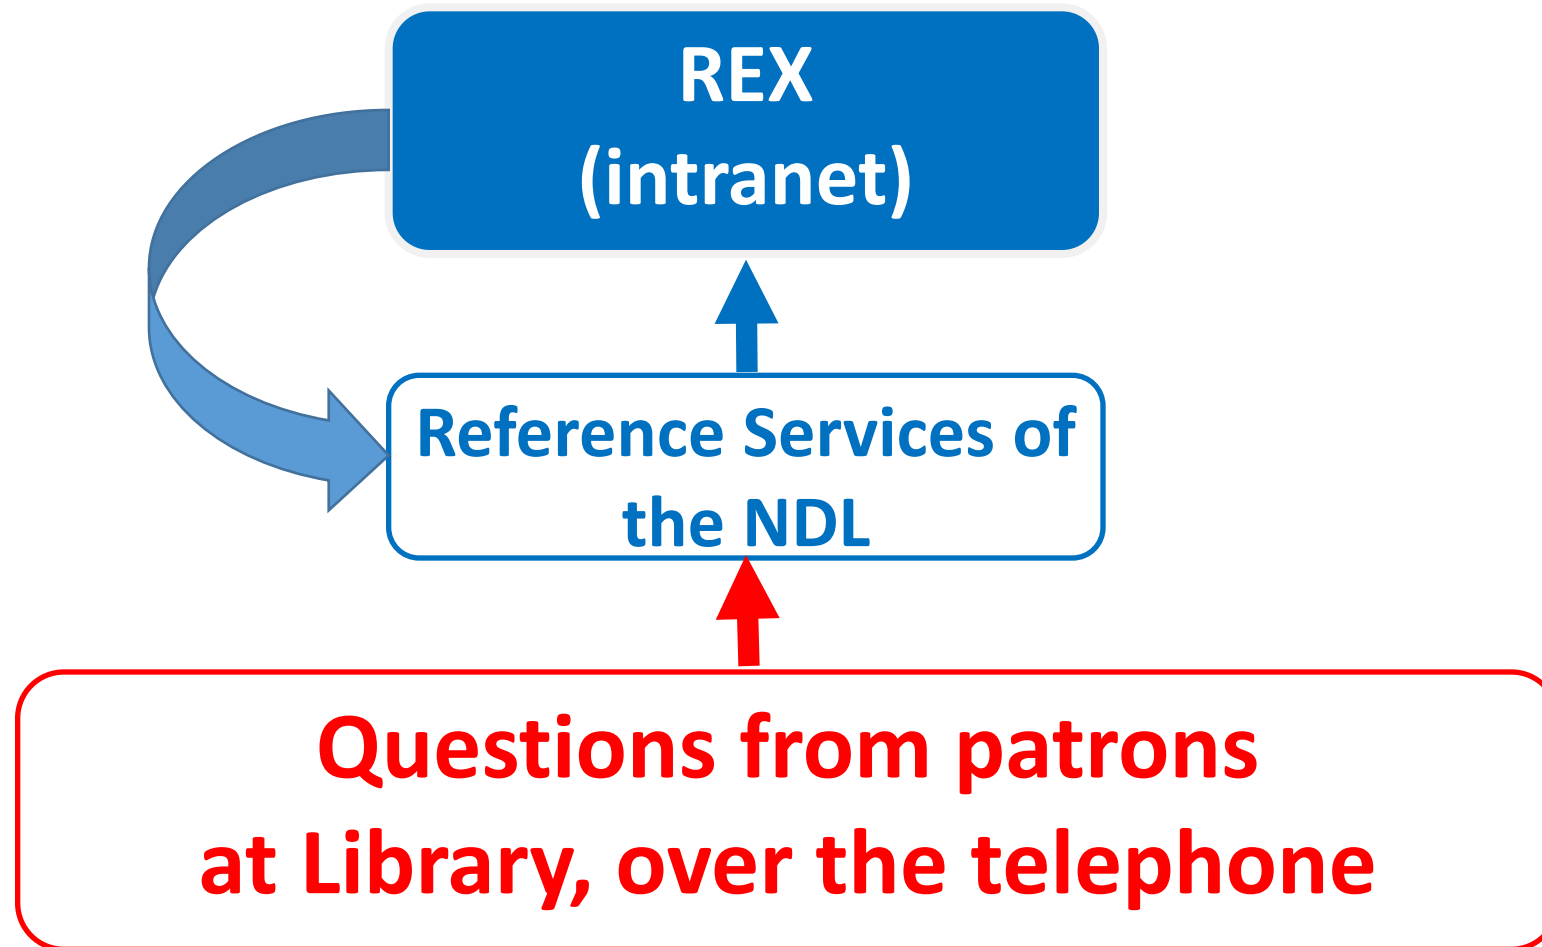 REX
(intranet)
Reference Services of
the NDL
Questions from patrons
at Library, over the telephone